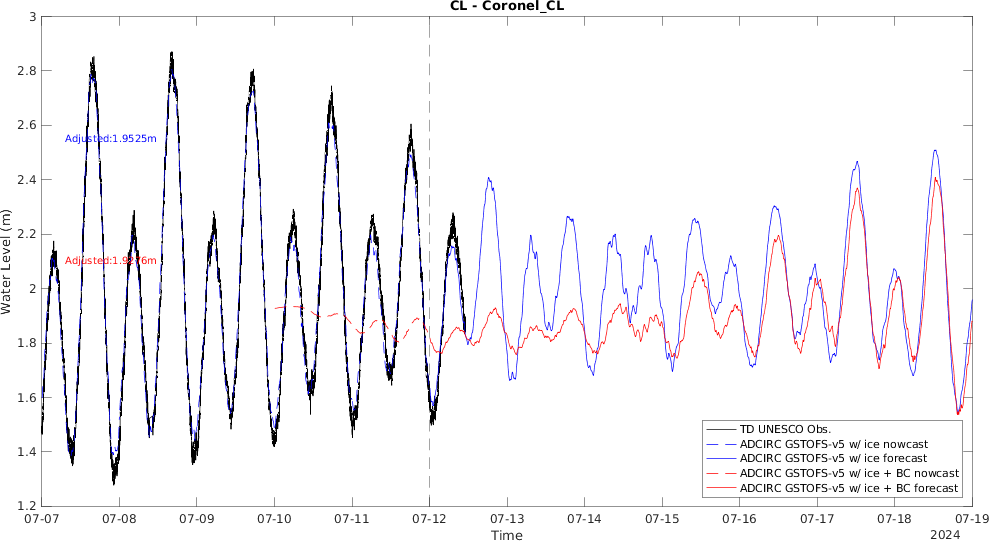 CL - Coronel_CL
3
2.8
2.6
2.4
2.2
2
1.8
1.6
1.4
1.2
Water Level (m)
Adjusted:1.9525m
Adjusted:1.9276m
TD UNESCO Obs.
ADCIRC GSTOFS-v5 w/ ice nowcast
ADCIRC GSTOFS-v5 w/ ice forecast
ADCIRC GSTOFS-v5 w/ ice + BC nowcast
ADCIRC GSTOFS-v5 w/ ice + BC forecast
07-07 07-08 07-09 07-10 07-11 07-12 07-13 07-14 07-15 07-16 07-17 07-18 07-19
Time
2024